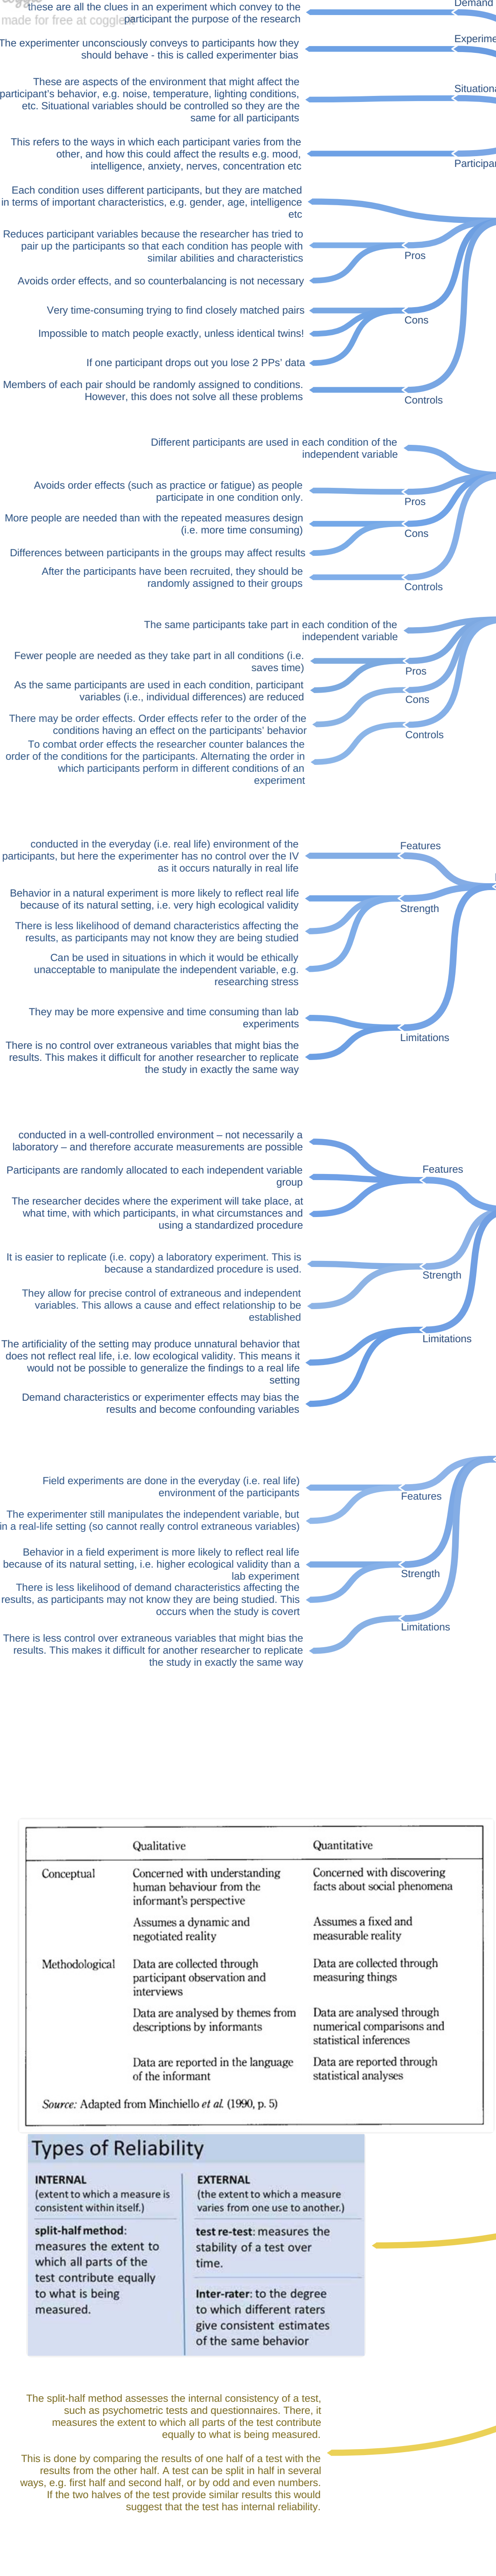 these are all the clues in an experiment which convey to the
participant the purpose of the research
made for free at coggle
Demand
The experimenter unconsciously conveys to participants how they
should behave - this is called experimenter bias
Experime
These are aspects of the environment that might affect the
participant's behavior, e.g. noise, temperature, lighting conditions,
etc. Situational variables should be controlled so they are the
same for all participants
Situationa
This refers to the ways in which each participant varies from the
other, and how this could affect the results e.g. mood,
intelligence, anxiety, nerves, concentration etc
Participan
Each condition uses different participants, but they are matched
in terms of important characteristics, e.g. gender, age, intelligence
etc
Reduces participant variables because the researcher has tried to
pair up the participants so that each condition has people with
similar abilities and characteristics
Pros
Avoids order effects, and so counterbalancing is not necessary
Very time-consuming trying to find closely matched pairs
Cons
Impossible to match people exactly, unless identical twins!
If one participant drops out you lose 2 PPs' data
Members of each pair should be randomly assigned to conditions.
However, this does not solve all these problems
Controls
Different participants are used in each condition of the
independent variable
Avoids order effects (such as practice or fatigue) as people
participate in one condition only.
Pros
More people are needed than with the repeated measures design
(i.e. more time consuming)
Cons
Differences between participants in the groups may affect results
After the participants have been recruited, they should be
randomly assigned to their groups
Controls
The same participants take part in each condition of the
independent variable
Fewer people are needed as they take part in all conditions (i.e.
saves time)
Pros
As the same participants are used in each condition, participant
variables (i.e., individual differences) are reduced
Cons
There may be order effects. Order effects refer to the order of the
conditions having an effect on the participants' behavior
Controls
To combat order effects the researcher counter balances the
order of the conditions for the participants. Alternating the order in
which participants perform in different conditions of an
experiment
conducted in the everyday (i.e. real life) environment of the
participants, but here the experimenter has no control over the IV
as it occurs naturally in real life
Features
Behavior in a natural experiment is more likely to reflect real life
because of its natural setting, i.e. very high ecological validity
Strength
There is less likelihood of demand characteristics affecting the
results, as participants may not know they are being studied
Can be used in situations in which it would be ethically
unacceptable to manipulate the independent variable, e.g.
researching stress
They may be more expensive and time consuming than lab
experiments
Limitations
There is no control over extraneous variables that might bias the
results. This makes it difficult for another researcher to replicate
the study in exactly the same way
conducted in a well-controlled environment – not necessarily a
laboratory – and therefore accurate measurements are possible
Participants are randomly allocated to each independent variable
group
Features
The researcher decides where the experiment will take place, at
what time, with which participants, in what circumstances and
using a standardized procedure
It is easier to replicate (i.e. copy) a laboratory experiment. This is
because a standardized procedure is used.
Strength
They allow for precise control of extraneous and independent
variables. This allows a cause and effect relationship to be
established
Limitations
The artificiality of the setting may produce unnatural behavior that
does not reflect real life, i.e. low ecological validity. This means it
would not be possible to generalize the findings to a real life
setting
Demand characteristics or experimenter effects may bias the
results and become confounding variables
Field experiments are done in the everyday (i.e. real life)
environment of the participants
Features
The experimenter still manipulates the independent variable, but
in a real-life setting (so cannot really control extraneous variables)
Behavior in a field experiment is more likely to reflect real life
because of its natural setting, i.e. higher ecological validity than a
lab experiment
Strength
There is less likelihood of demand characteristics affecting the
results, as participants may not know they are being studied. This
occurs when the study is covert
Limitations
There is less control over extraneous variables that might bias the
results. This makes it difficult for another researcher to replicate
the study in exactly the same way
Qualitative Quantitative
Conceptual Concerned with understanding Concerned with discovering
human behaviour from the facts about social phenomena
informant's perspective
Assumes a dynamic and Assumes a fixed and
negotiated reality measurable reality
Methodological Data are collected through Data are collected through
participant observation and measuring things
interviews
Data are analysed by themes from Data are analysed through
descriptions by informants numerical comparisons and
statistical inferences
Data are reported in the language Data are reported through
of the informant statistical analyses
Source: Adapted from Minchiello et al. (1990, p. 5)
Types of Reliability
INTERNAL
(extent to which a measure is
consistent within itself.)
split-half method:
measures the extent to
which all parts of the
test contribute equally
to what is being
measured.
EXTERNAL
(the extent to which a measure
varies from one use to another.)
test re-test: measures the
stability of a test over
time.
Inter-rater: to the degree
to which different raters
give consistent estimates
of the same behavior
The split-half method assesses the internal consistency of a test,
such as psychometric tests and questionnaires. There, it
measures the extent to which all parts of the test contribute
equally to what is being measured.
This is done by comparing the results of one half of a test with the
results from the other half. A test can be split in half in several
ways, e.g. first half and second half, or by odd and even numbers.
If the two halves of the test provide similar results this would
suggest that the test has internal reliability.